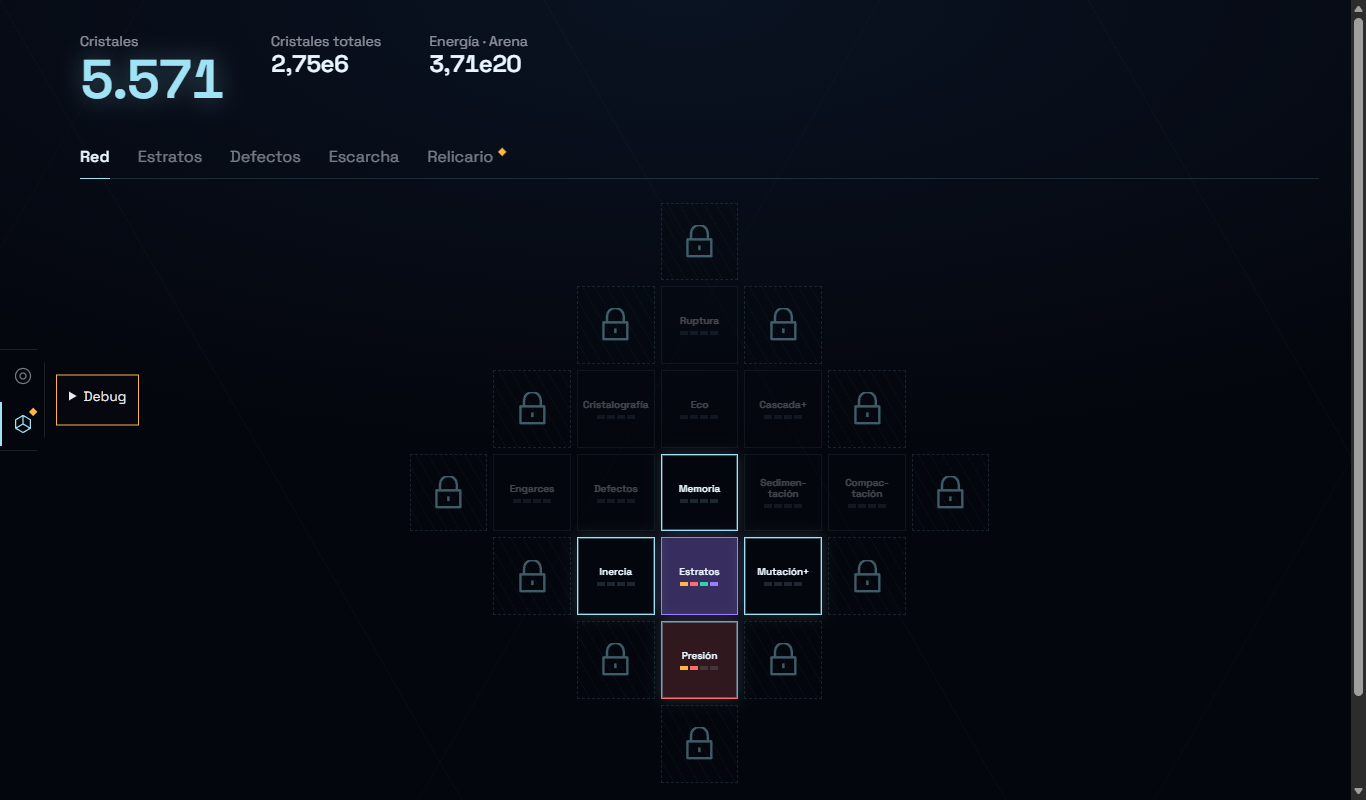 Cristales
5.571
Cristales totales
2,75e6
Energía · Arena
3,71e20
Red
Estratos
Defectos
Escarcha
Relicario
Ruptura
Cristalografía
Eco
Cascada+
Debug
Engarces
Defectos
Memoria
Sedimen-
tación
Compac-
tación
Inercia
Estratos
Mutación+
Presión